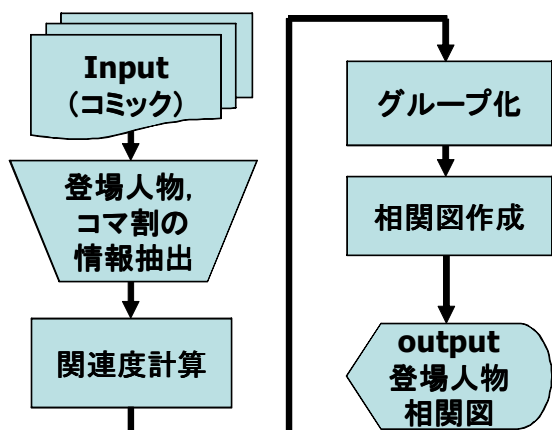 Input
（コミック）
登場人物,
コマ割の
情報抽出
関連度計算
グループ化
相関図作成
output
登場人物
相関図